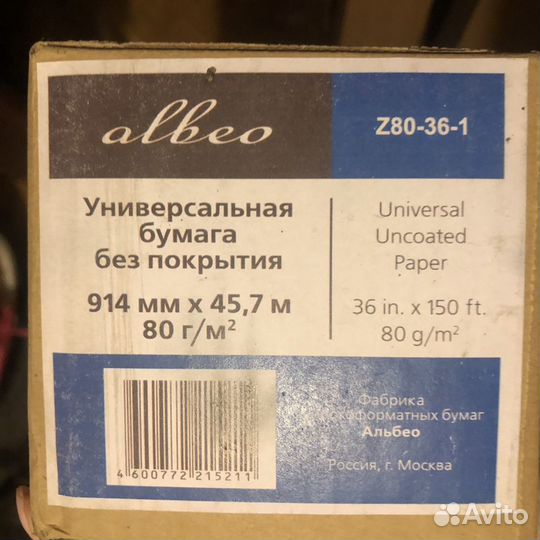 albeo
Z80-36-1
Универсальная
бумага
без покрытия
914 мм x 45,7 м
80 г/м²
Universal
Uncoated
Paper
36 in. x 150 ft.
80 g/m²
4 600772 215211
Фабрика
форматных бумаг
Альбео
Россия, г. Москва
Avito